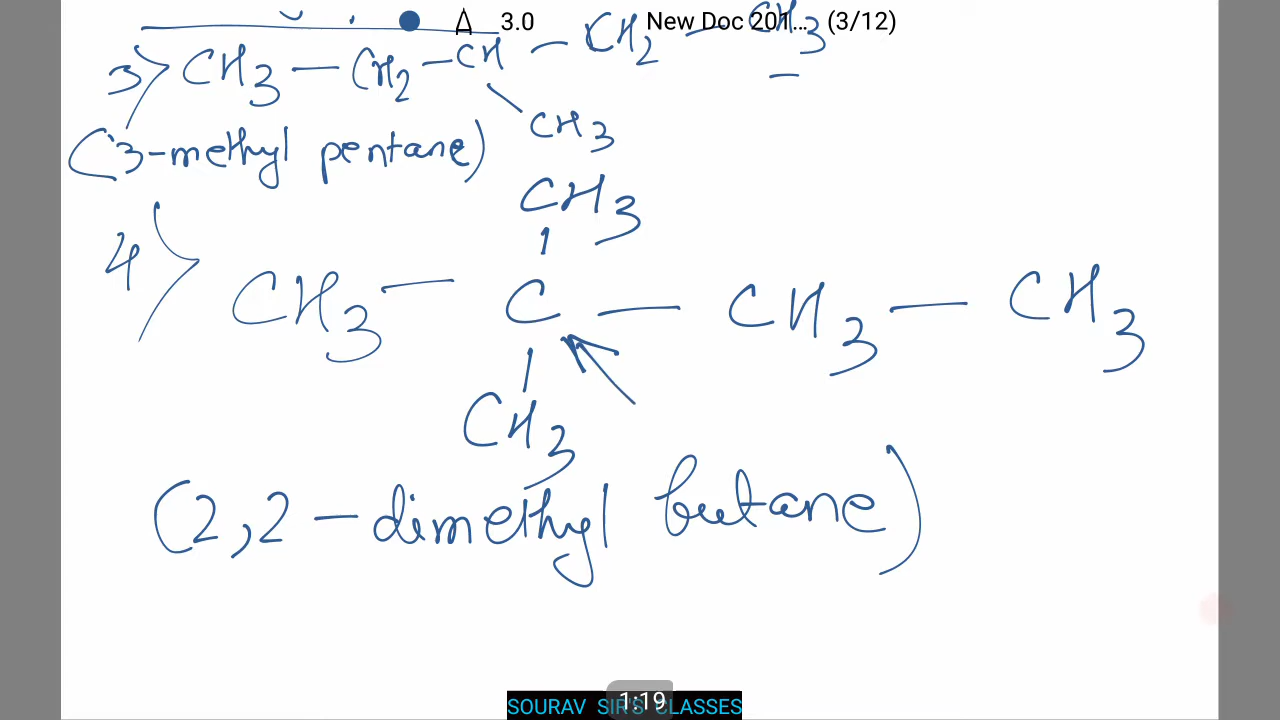 3.0 New Doc 201... (3/12)
3> CH3 — CH2 — CH — CH2 — CH3
CH3
(3-methyl pentane)
CH3
4> CH3 — C — CH3 — CH3
CH3
(2,2-dimethyl butane)
1:19
SOURAV SIR'S CLASSES